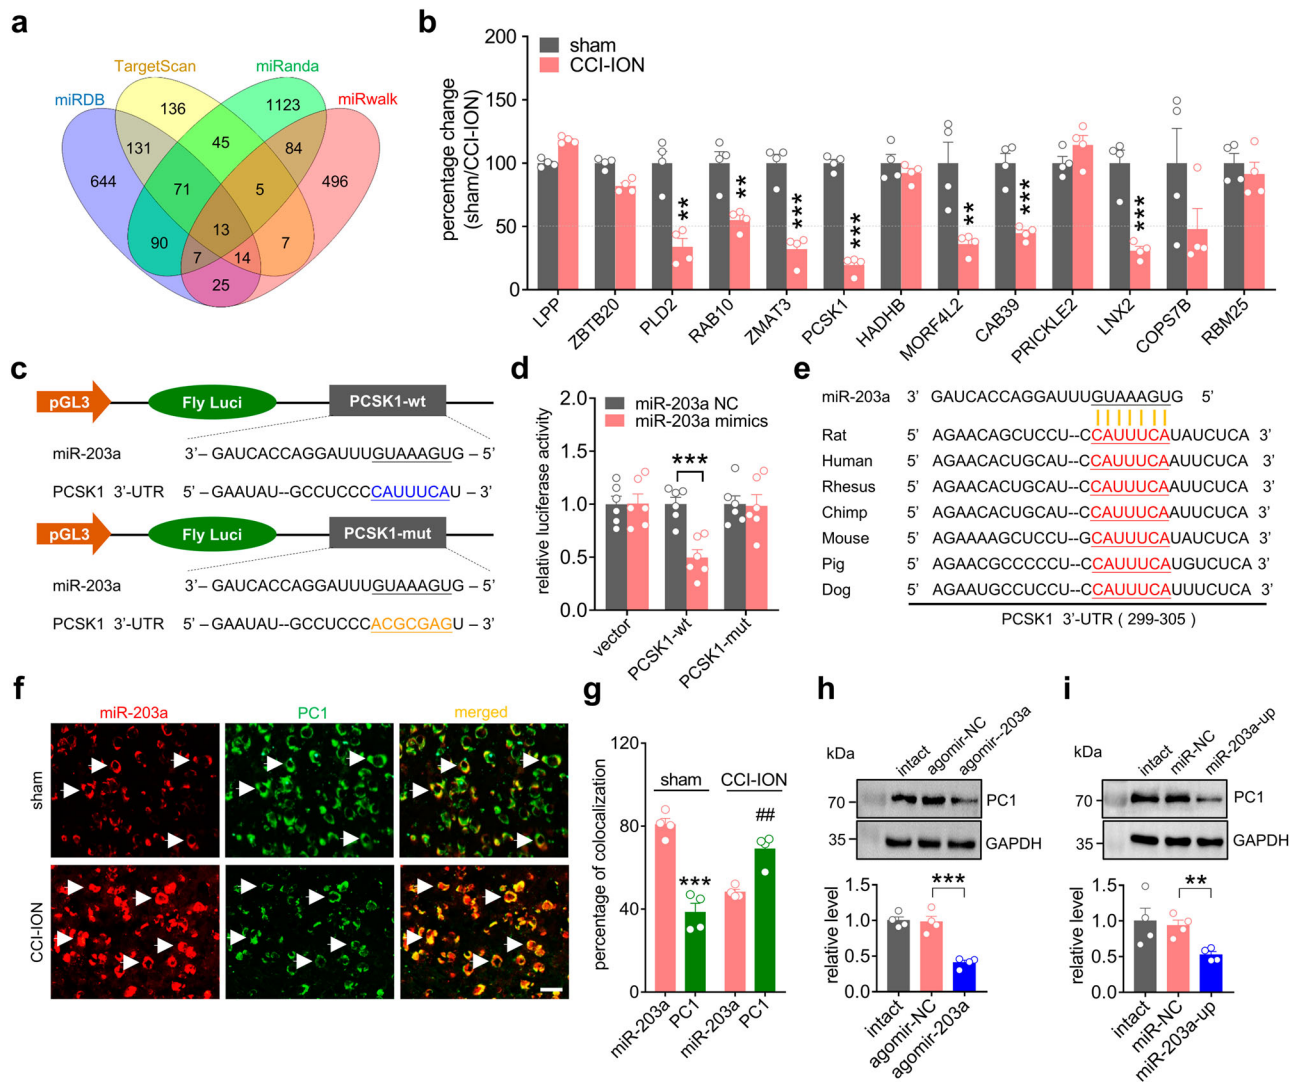 a
TargetScan
miRanda
miRDB
miRwalk
136
1123
131
45
84
644
71
5
496
13
90
7
14
7
25
b
percentage change
(sham/CCI-ION)
200
150
100
50
0
sham
CCI-ION
**
**
***
***
**
***
***
LPP
ZBTB20
PLD2
RAB10
ZMAT3
PCSK1
HADHB
MORF4L2
CAB39
PRICKLE2
LNX2
COPS7B
RBM25
c
pGL3
Fly Luci
PCSK1-wt
miR-203a 3'– GAUCACCAGGAUUUGUAAAGUG – 5'
PCSK1 3'-UTR 5' – GAAUAU--GCCUCCCCAUUUCAU – 3'
pGL3
Fly Luci
PCSK1-mut
miR-203a 3'– GAUCACCAGGAUUUGUAAAGUG – 5'
PCSK1 3'-UTR 5' – GAAUAU--GCCUCCCACGCGAGU – 3'
d
relative luciferase activity
2.0
1.5
1.0
0.5
0.0
miR-203a NC
miR-203a mimics
***
vector
PCSK1-wt
PCSK1-mut
e
miR-203a 3' GAUCACCAGGAUUUGUAAAGUG 5'
Rat 5' AGAACAGCUCCU--CCAUUUCAUAUCUCA 3'
Human 5' AGAACACUGCAU--CCAUUUCAAUUCUCA 3'
Rhesus 5' AGAACACUGCAU--CCAUUUCAAUUCUCA 3'
Chimp 5' AGAACACUGCAU--CCAUUUCAAUUCUCA 3'
Mouse 5' AGAAAAGCUCCU--GCAUUUCAUAUCUCA 3'
Pig 5' AGAACGCCCCCU--CCAUUUCAUGUCUCA 3'
Dog 5' AGAAUGCCUCCU--CCAUUUCAUUUCUCA 3'
PCSK1 3'-UTR ( 299-305 )
f
miR-203a
PC1
merged
sham
CCI-ION
g
percentage of colocalization
120
80
40
0
sham
CCI-ION
***
##
miR-203a
PC1
miR-203a
PC1
h
kDa
intact
agomir-NC
agomir--203a
70
PC1
35
GAPDH
relative level
1.5
1.0
0.5
0.0
***
intact
agomir-NC
agomir-203a
i
kDa
intact
miR-NC
miR-203a-up
70
PC1
35
GAPDH
relative level
1.5
1.0
0.5
0.0
**
intact
miR-NC
miR-203a-up